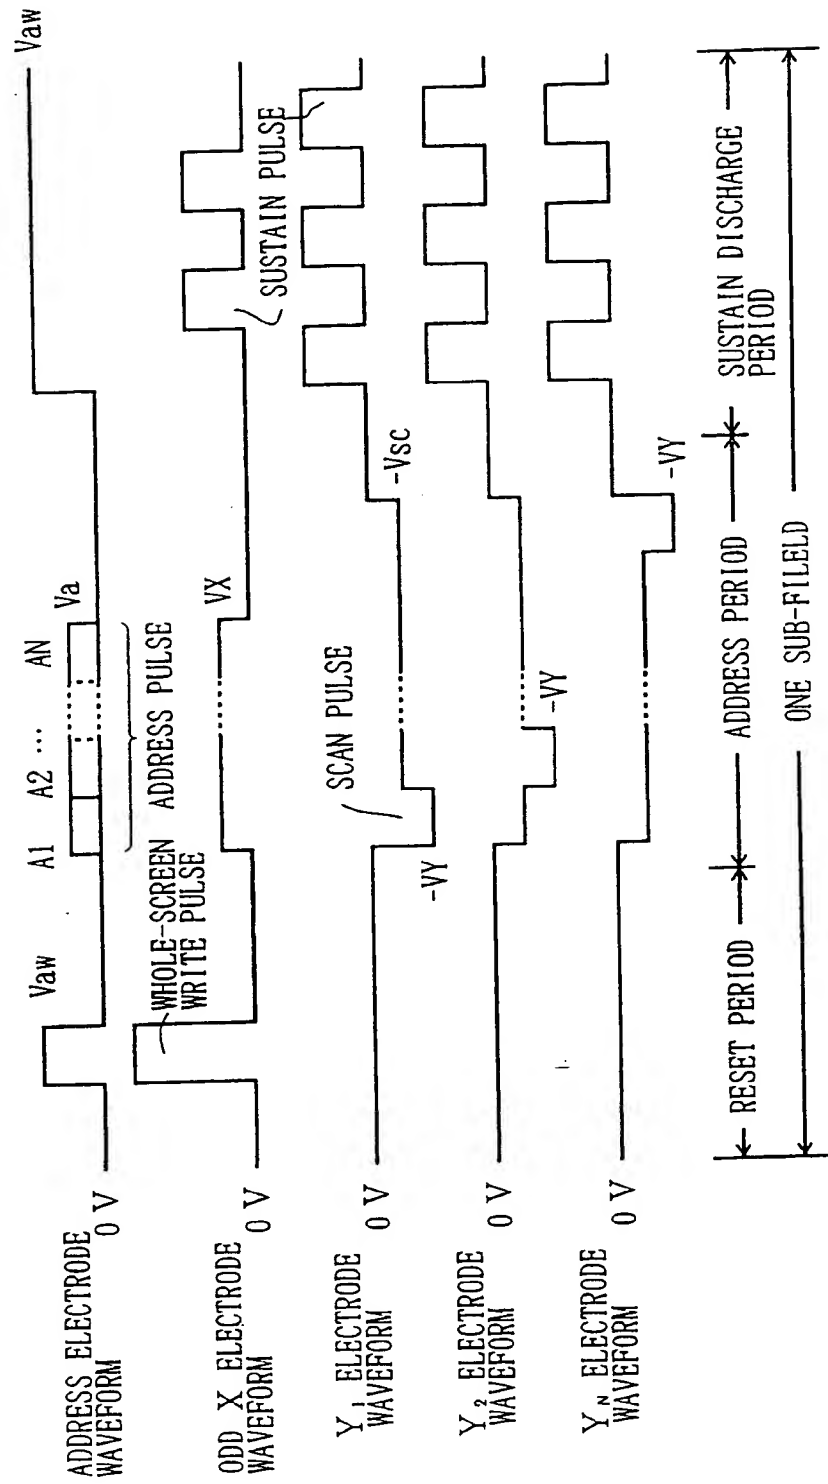 ADDRESS ELECTRODE
WAVEFORM
0 V
Vaw
A1 A2 ... AN
Va
Vaw
ADDRESS PULSE
WHOLE-SCREEN
WRITE PULSE
ODD X ELECTRODE
WAVEFORM
0 V
VX
SUSTAIN PULSE
Y1 ELECTRODE
WAVEFORM
0 V
SCAN PULSE
-VY
-Vsc
Y2 ELECTRODE
WAVEFORM
0 V
-VY
YN ELECTRODE
WAVEFORM
0 V
-VY
RESET PERIOD
ADDRESS PERIOD
SUSTAIN DISCHARGE
PERIOD
ONE SUB-FILELD